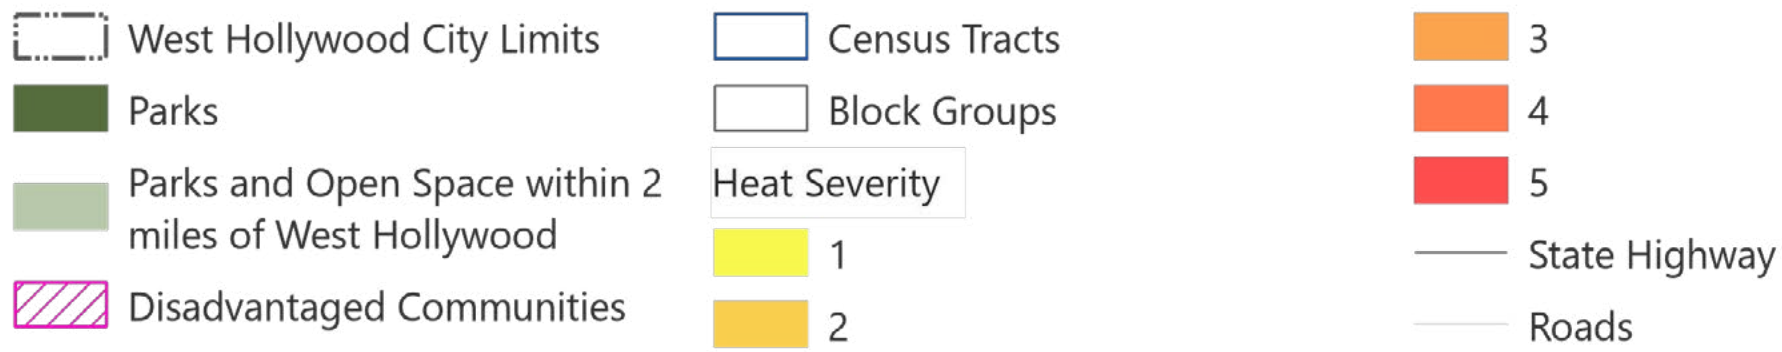 West Hollywood City Limits
Parks
Parks and Open Space within 2
miles of West Hollywood
Disadvantaged Communities
Census Tracts
Block Groups
Heat Severity
1
2
3
4
5
State Highway
Roads